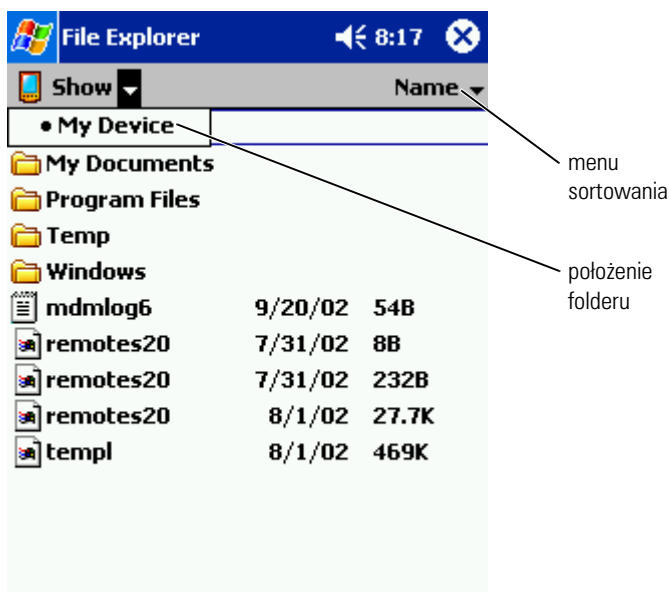 File Explorer 8:17
Show Name
• My Device
My Documents
Program Files
Temp
Windows
mdmlog6 9/20/02 54B
remotes20 7/31/02 8B
remotes20 7/31/02 232B
remotes20 8/1/02 27.7K
templ 8/1/02 469K
menu
sortowania
położenie
folderu